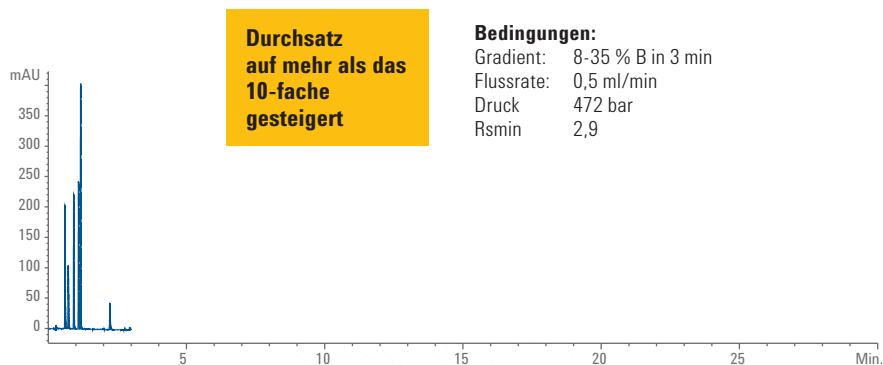 Durchsatz
auf mehr als das
10-fache
gesteigert
Bedingungen:
Gradient: 8-35 % B in 3 min
Flussrate: 0,5 ml/min
Druck 472 bar
Rsmin 2,9
mAU
350
300
250
200
150
100
50
0
5 10 15 20 25 Min.